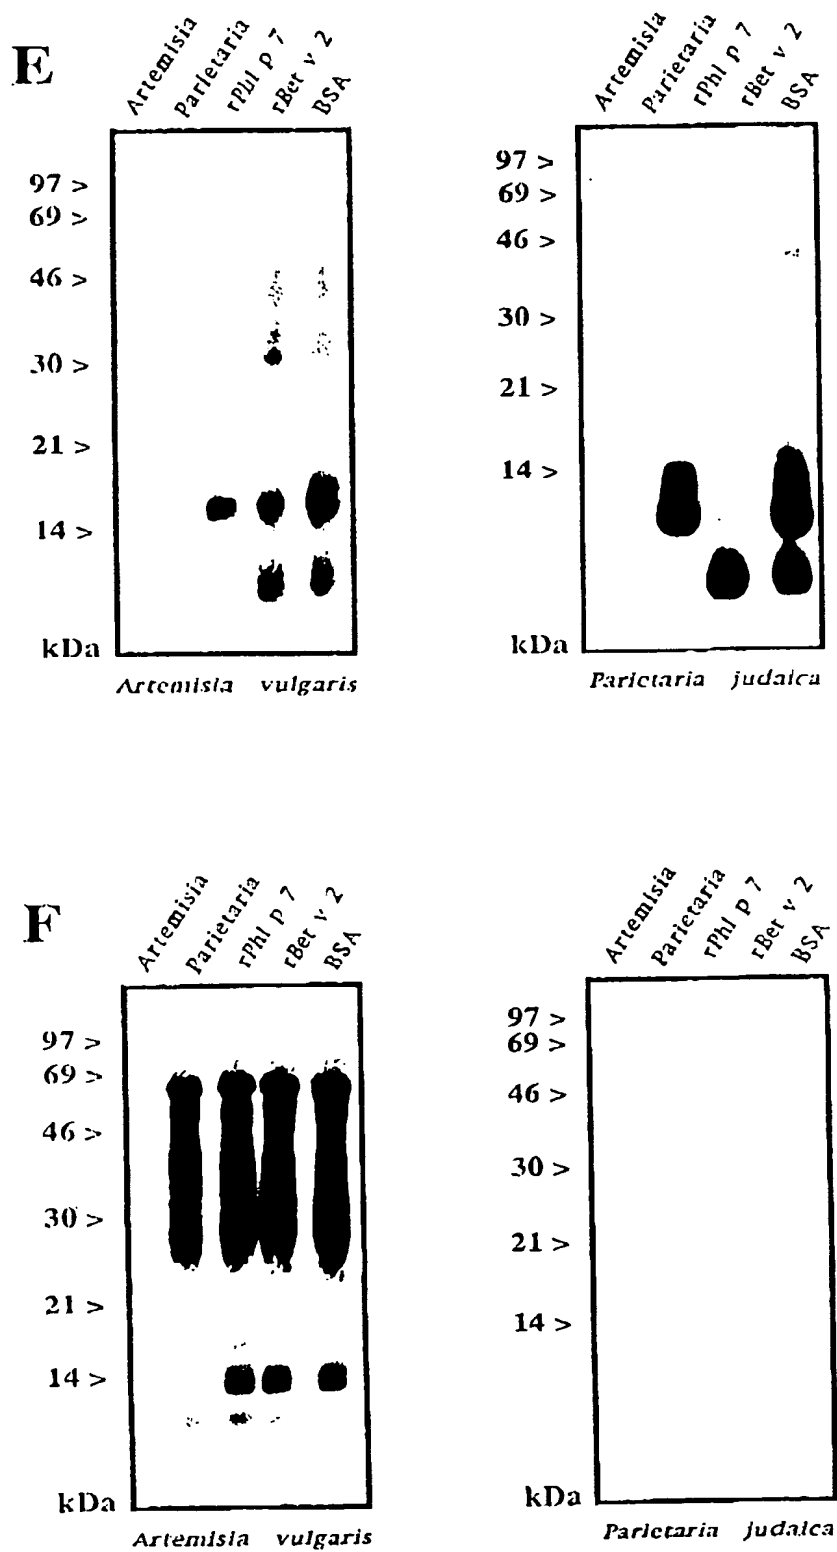 E
Artemisia Parietaria rPhl p 7 rBet v 2 BSA
97 >
69 >
46 >
30 >
21 >
14 >
kDa
Artemisia vulgaris
Artemisia Parietaria rPhl p 7 rBet v 2 BSA
97 >
69 >
46 >
30 >
21 >
14 >
kDa
Parietaria judaica
F
Artemisia Parietaria rPhl p 7 rBet v 2 BSA
97 >
69 >
46 >
30 >
21 >
14 >
kDa
Artemisia vulgaris
Artemisia Parietaria rPhl p 7 rBet v 2 BSA
97 >
69 >
46 >
30 >
21 >
14 >
kDa
Parietaria judaica